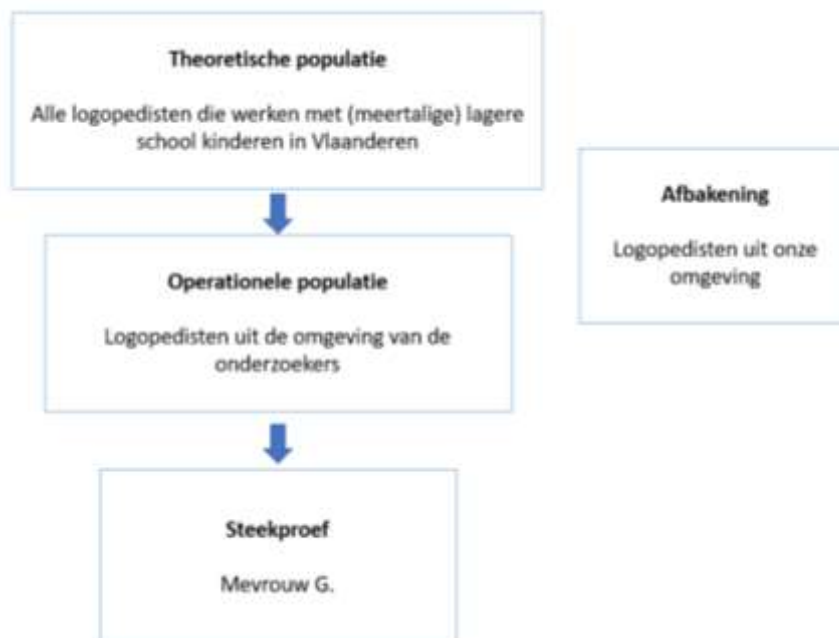 Theoretische populatie
Alle logopedisten die werken met (meertalige) lagere
school kinderen in Vlaanderen
Afbakening
Logopedisten uit onze
omgeving
Operationele populatie
Logopedisten uit de omgeving van de
onderzoekers
Steekproef
Mevrouw G.